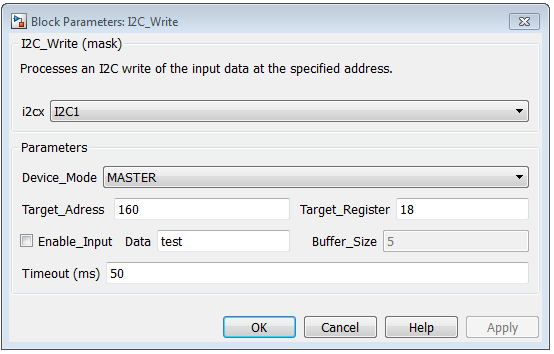 Block Parameters: I2C_Write
I2C_Write (mask)
Processes an I2C write of the input data at the specified address.
i2cx I2C1
Parameters
Device_Mode MASTER
Target_Adress 160 Target_Register 18
Enable_Input Data test Buffer_Size 5
Timeout (ms) 50
OK Cancel Help Apply